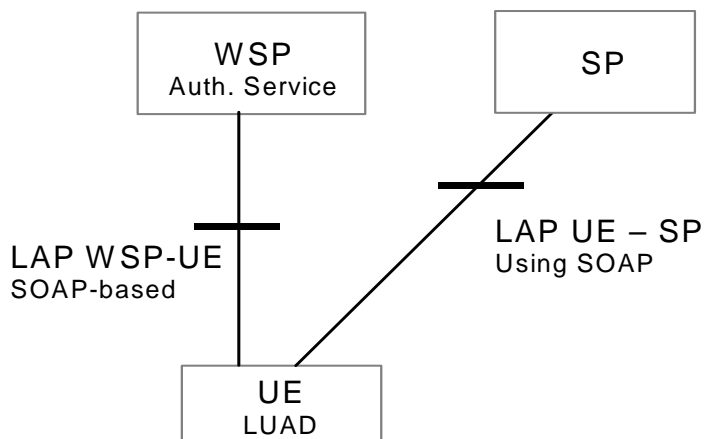 WSP
Auth. Service
SP
LAP WSP-UE
SOAP-based
LAP UE – SP
Using SOAP
UE
LUAD